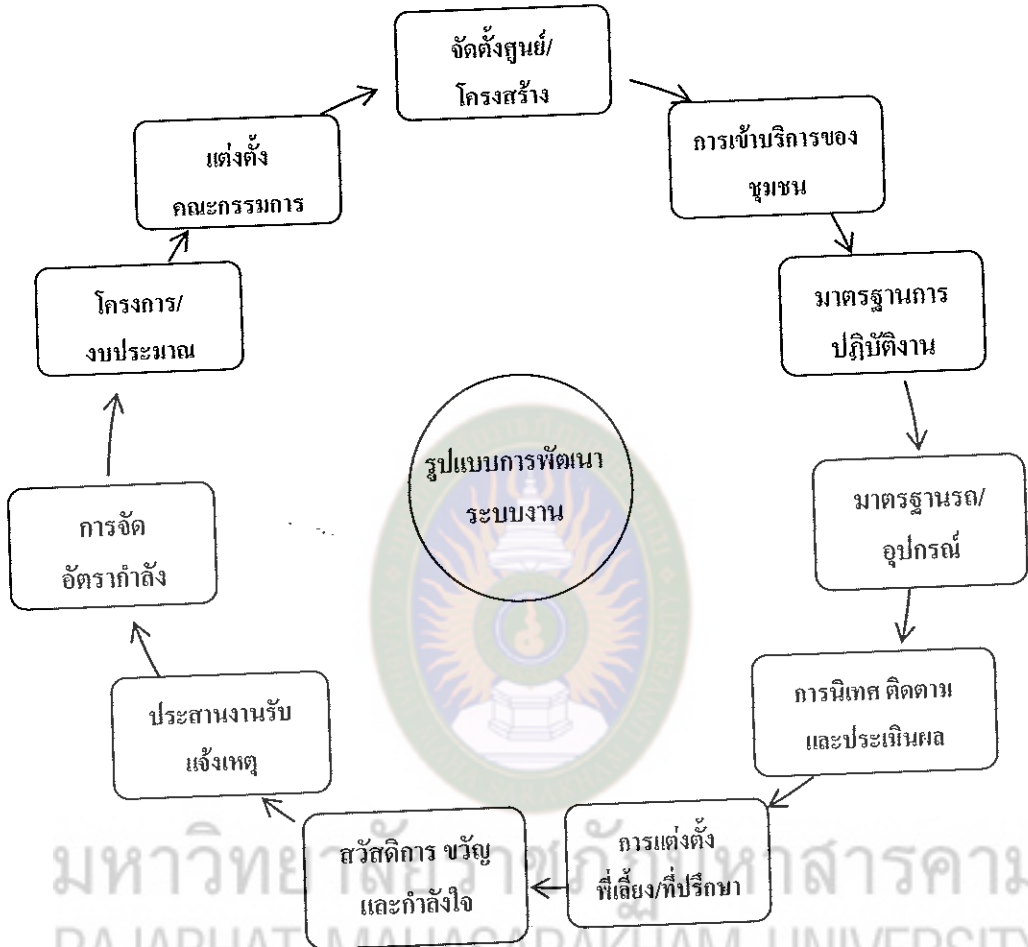 จัดตั้งศูนย์/
โครงสร้าง
การเข้าบริการของ
ชุมชน
มาตรฐานการ
ปฏิบัติงาน
มาตรฐานรถ/
อุปกรณ์
การนิเทศ ติดตาม
และประเมินผล
การแต่งตั้ง
พี่เลี้ยง/ที่ปรึกษา
สวัสดิการ ขวัญ
และกำลังใจ
ประสานงานรับ
แจ้งเหตุ
การจัด
อัตรากำลัง
โครงการ/
งบประมาณ
แต่งตั้ง
คณะกรรมการ
รูปแบบการพัฒนา
ระบบงาน
มหาวิทยาลัยราชภัฏมหาสารคาม
RAJABHAT MAHASARAKHAM UNIVERSITY